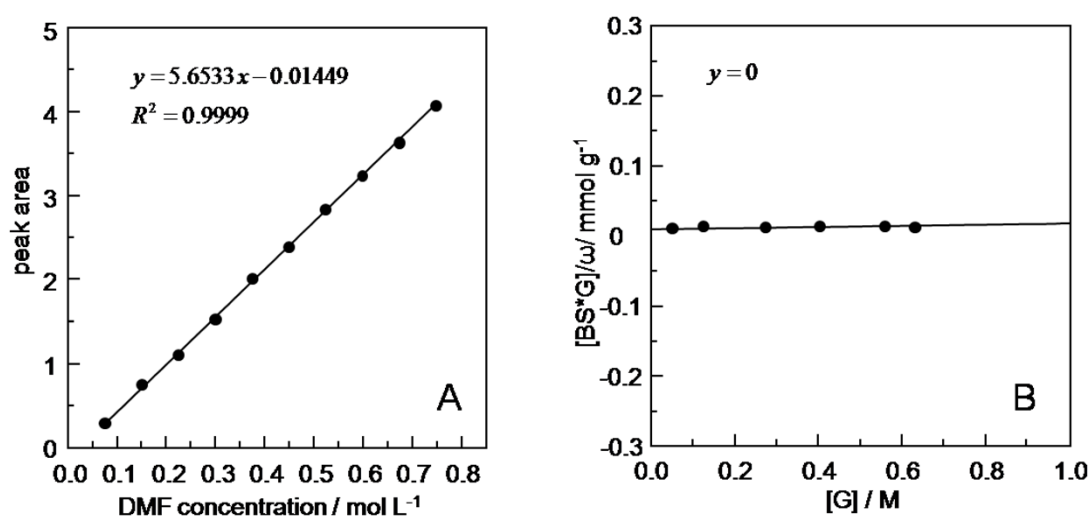 5
4
3
2
1
0
peak area
y=5.6533x−0.01449
R² = 0.9999
A
0.0 0.1 0.2 0.3 0.4 0.5 0.6 0.7 0.8
DMF concentration / mol L⁻¹
0.3
0.2
0.1
0
-0.1
-0.2
-0.3
[BS*G]/ω/ mmol g⁻¹
y = 0
B
0.0 0.2 0.4 0.6 0.8 1.0
[G] / M